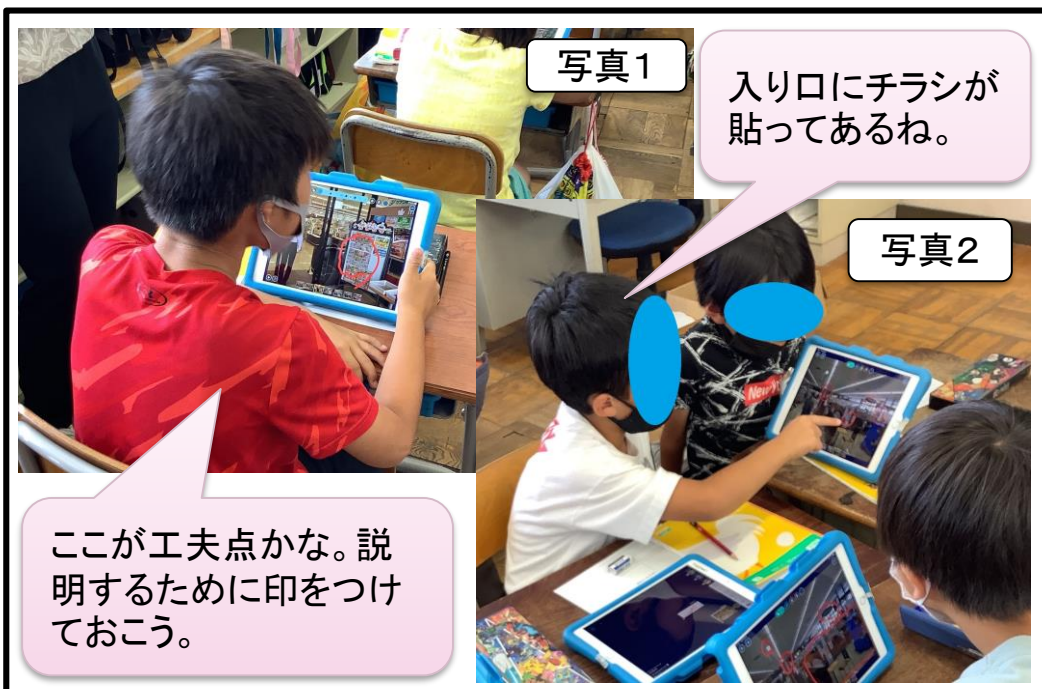 写真1
入り口にチラシが
貼ってあるね。
写真2
ここが工夫点かな。説
明するために印をつけ
ておこう。